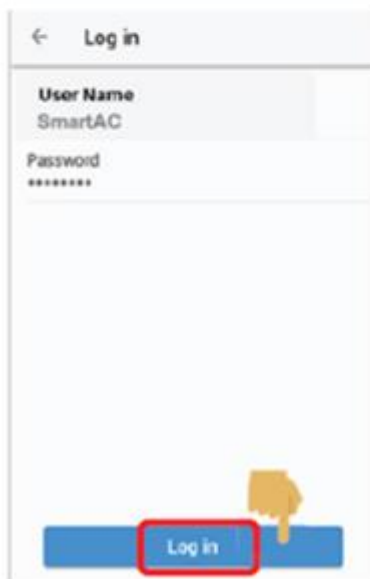 Log in
User Name
SmartAC
Password
********
Log in